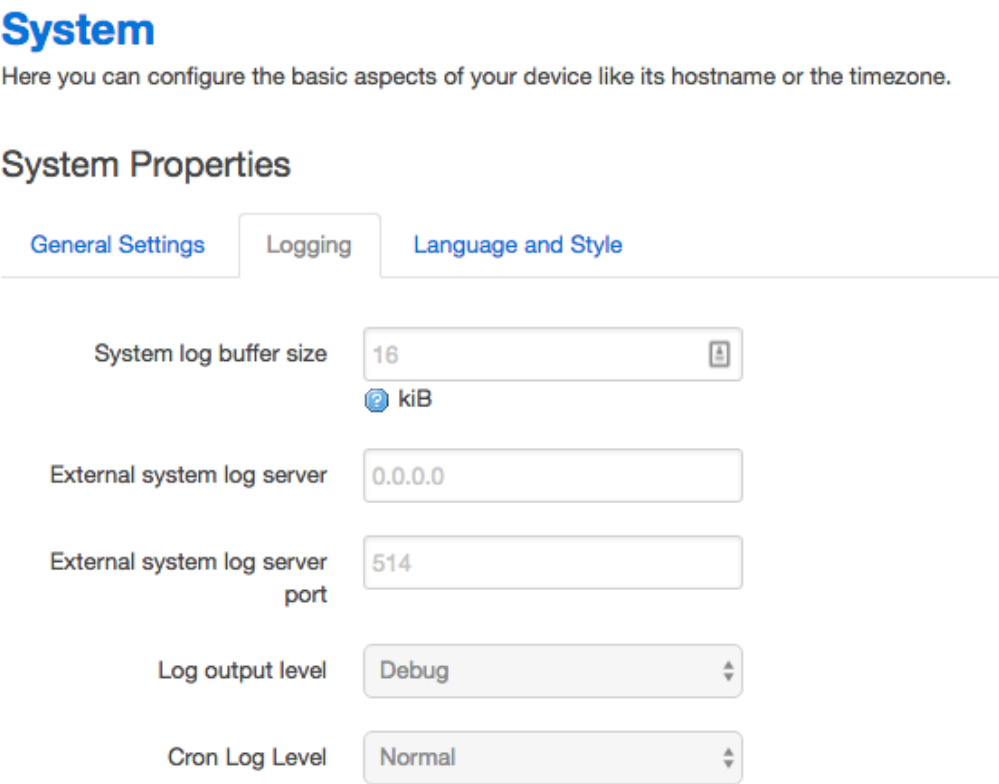 System
Here you can configure the basic aspects of your device like its hostname or the timezone.
System Properties
General Settings Logging Language and Style
System log buffer size 16
kiB
External system log server 0.0.0.0
External system log server port 514
Log output level Debug
Cron Log Level Normal